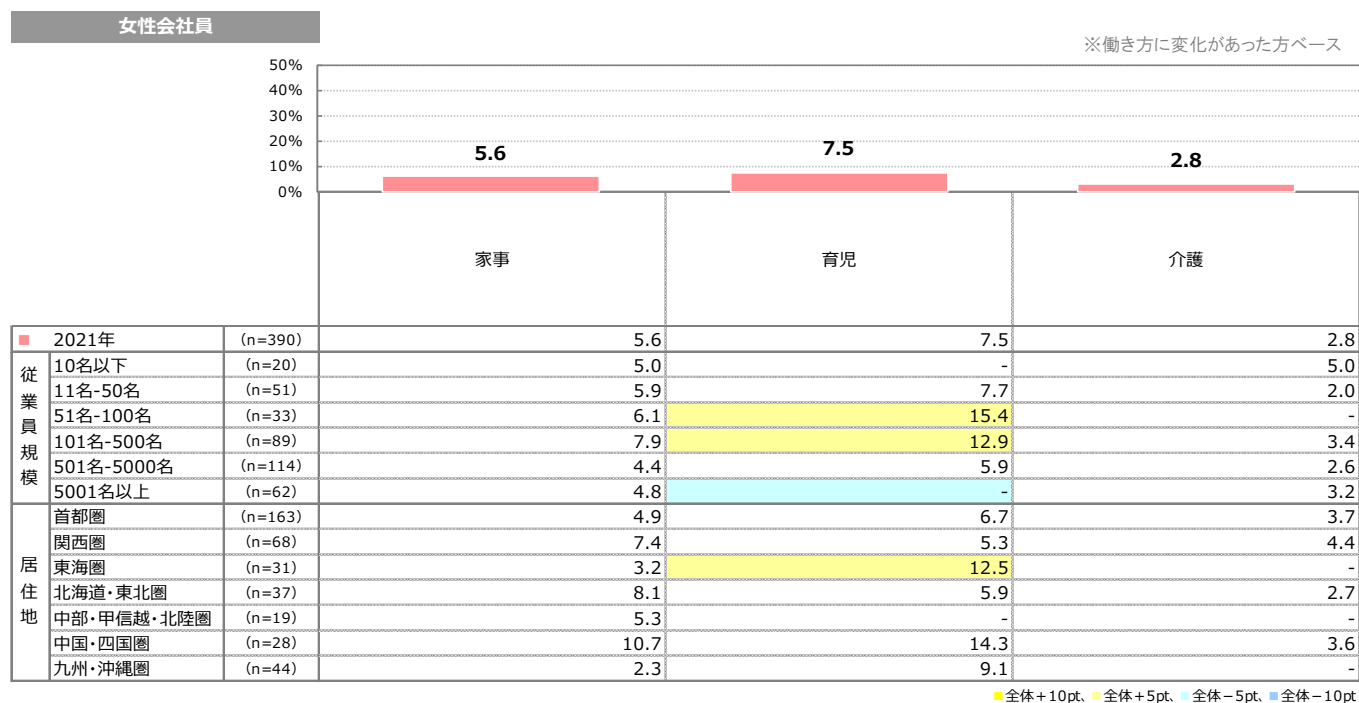 女性会社員
※働き方に変化があった方ベース
50%
40%
30%
20%
10%
0%
5.6 7.5 2.8
家事 育児 介護
2021年 (n=390) 5.6 7.5 2.8
従業員規模
10名以下 (n=20) 5.0 - 5.0
11名-50名 (n=51) 5.9 7.7 2.0
51名-100名 (n=33) 6.1 15.4 -
101名-500名 (n=89) 7.9 12.9 3.4
501名-5000名 (n=114) 4.4 5.9 2.6
5001名以上 (n=62) 4.8 - 3.2
居住地
首都圏 (n=163) 4.9 6.7 3.7
関西圏 (n=68) 7.4 5.3 4.4
東海圏 (n=31) 3.2 12.5 -
北海道・東北圏 (n=37) 8.1 5.9 2.7
中部・甲信越・北陸圏 (n=19) 5.3 - -
中国・四国圏 (n=28) 10.7 14.3 3.6
九州・沖縄圏 (n=44) 2.3 9.1 -
全体+10pt、全体+5pt、全体-5pt、全体-10pt